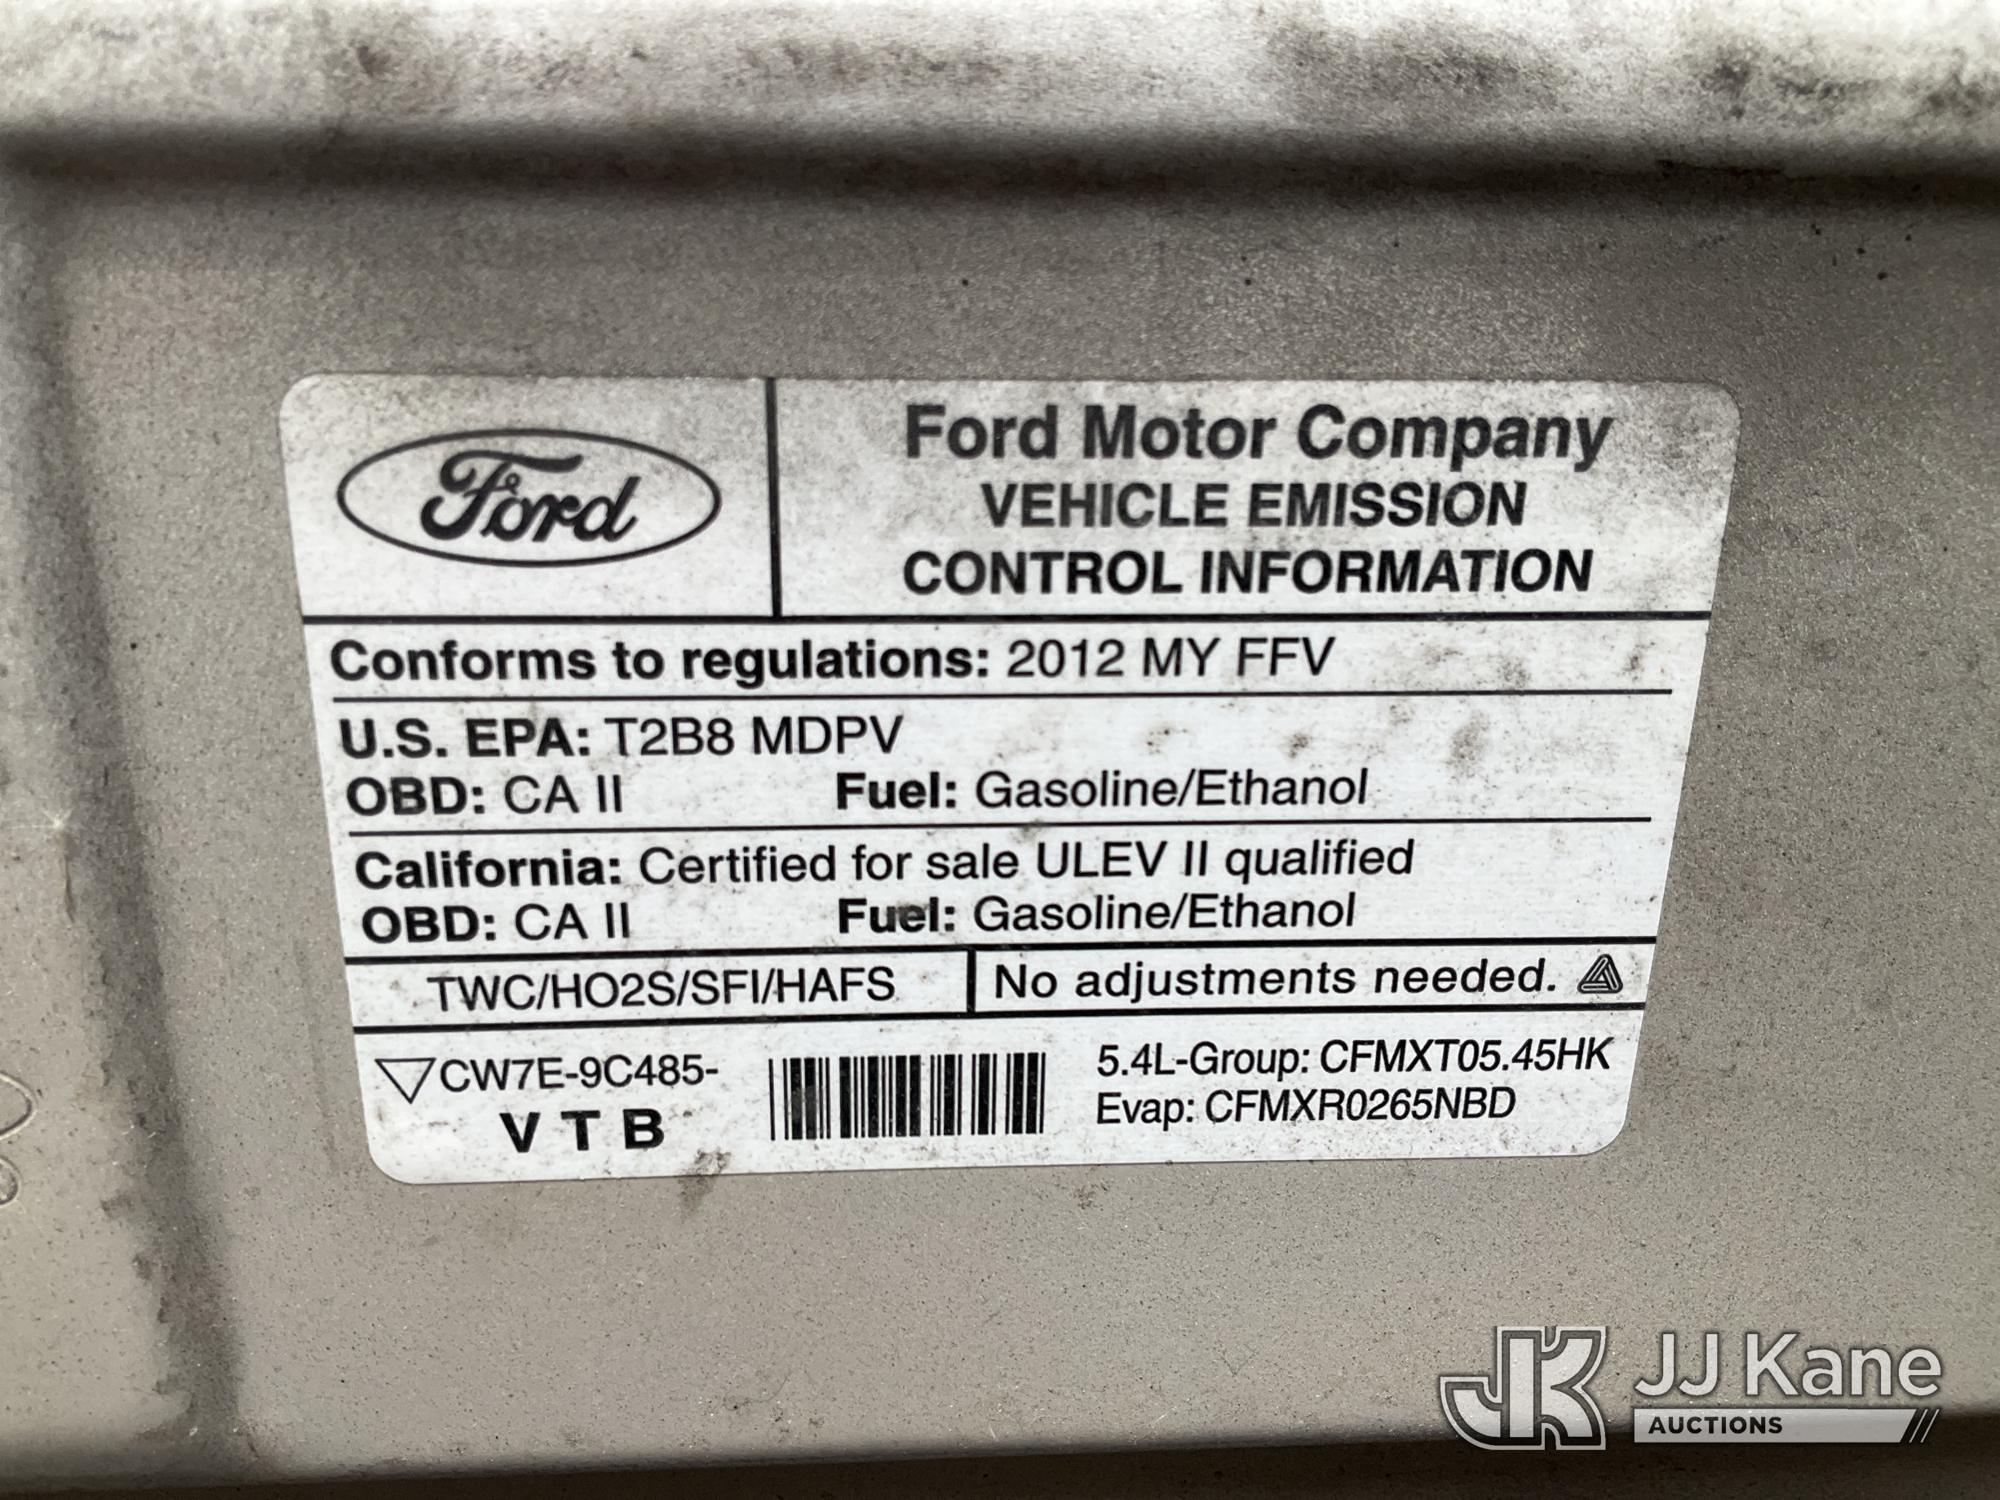 Ford
Ford Motor Company
VEHICLE EMISSION
CONTROL INFORMATION
Conforms to regulations: 2012 MY FFV
U.S. EPA: T2B8 MDPV
OBD: CA II Fuel: Gasoline/Ethanol
California: Certified for sale ULEV II qualified
OBD: CA II Fuel: Gasoline/Ethanol
TWC/HO2S/SFI/HAFS
No adjustments needed.
CW7E-9C485-
V T B
5.4L-Group: CFMXT05.45HK
Evap: CFMXR0265NBD
JK JJ Kane
AUCTIONS